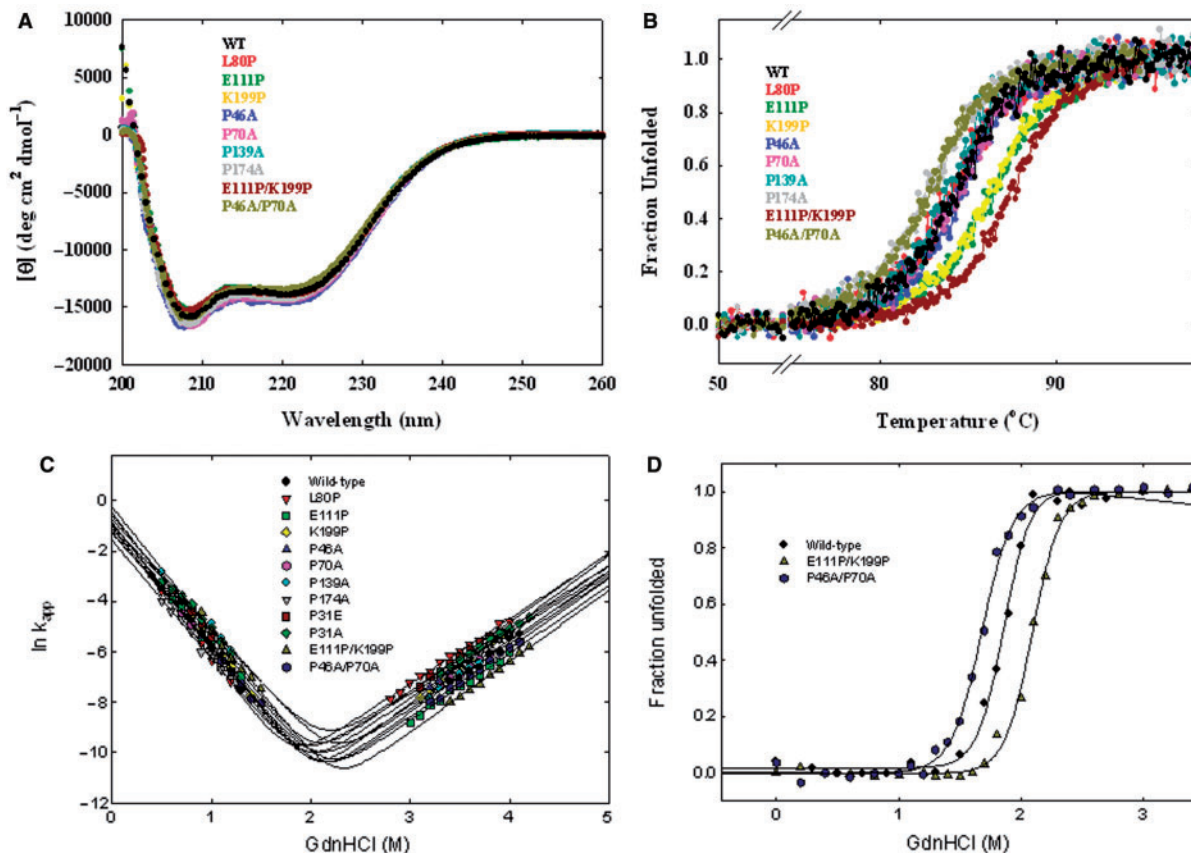 A
10000
5000
0
−5000
−10000
−15000
−20000
200
210
220
230
240
250
260
[θ] (deg cm² dmol⁻¹)
Wavelength (nm)
WT
L80P
E111P
K199P
P46A
P70A
P139A
P174A
E111P/K199P
P46A/P70A
B
1.0
0.8
0.6
0.4
0.2
0.0
50
80
90
Fraction Unfolded
Temperature (°C)
WT
L80P
E111P
K199P
P46A
P70A
P139A
P174A
E111P/K199P
P46A/P70A
C
0
−2
−4
−6
−8
−10
−12
0
1
2
3
4
5
ln kapp
GdnHCl (M)
Wild-type
L80P
E111P
K199P
P46A
P70A
P139A
P174A
P31E
P31A
E111P/K199P
P46A/P70A
D
1.0
0.8
0.6
0.4
0.2
0.0
0
1
2
3
Fraction unfolded
GdnHCl (M)
Wild-type
E111P/K199P
P46A/P70A